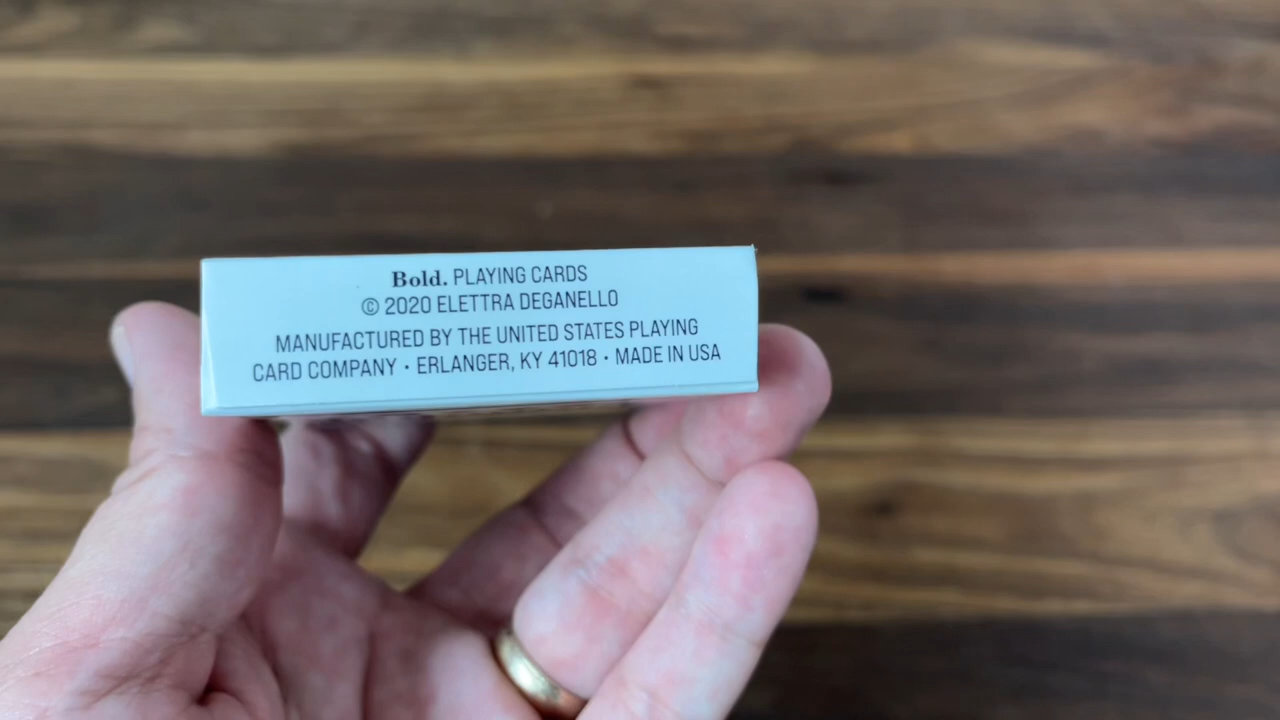 Bold. PLAYING CARDS
© 2020 ELETTRA DEGANELLO
MANUFACTURED BY THE UNITED STATES PLAYING
CARD COMPANY · ERLANGER, KY 41018 · MADE IN USA